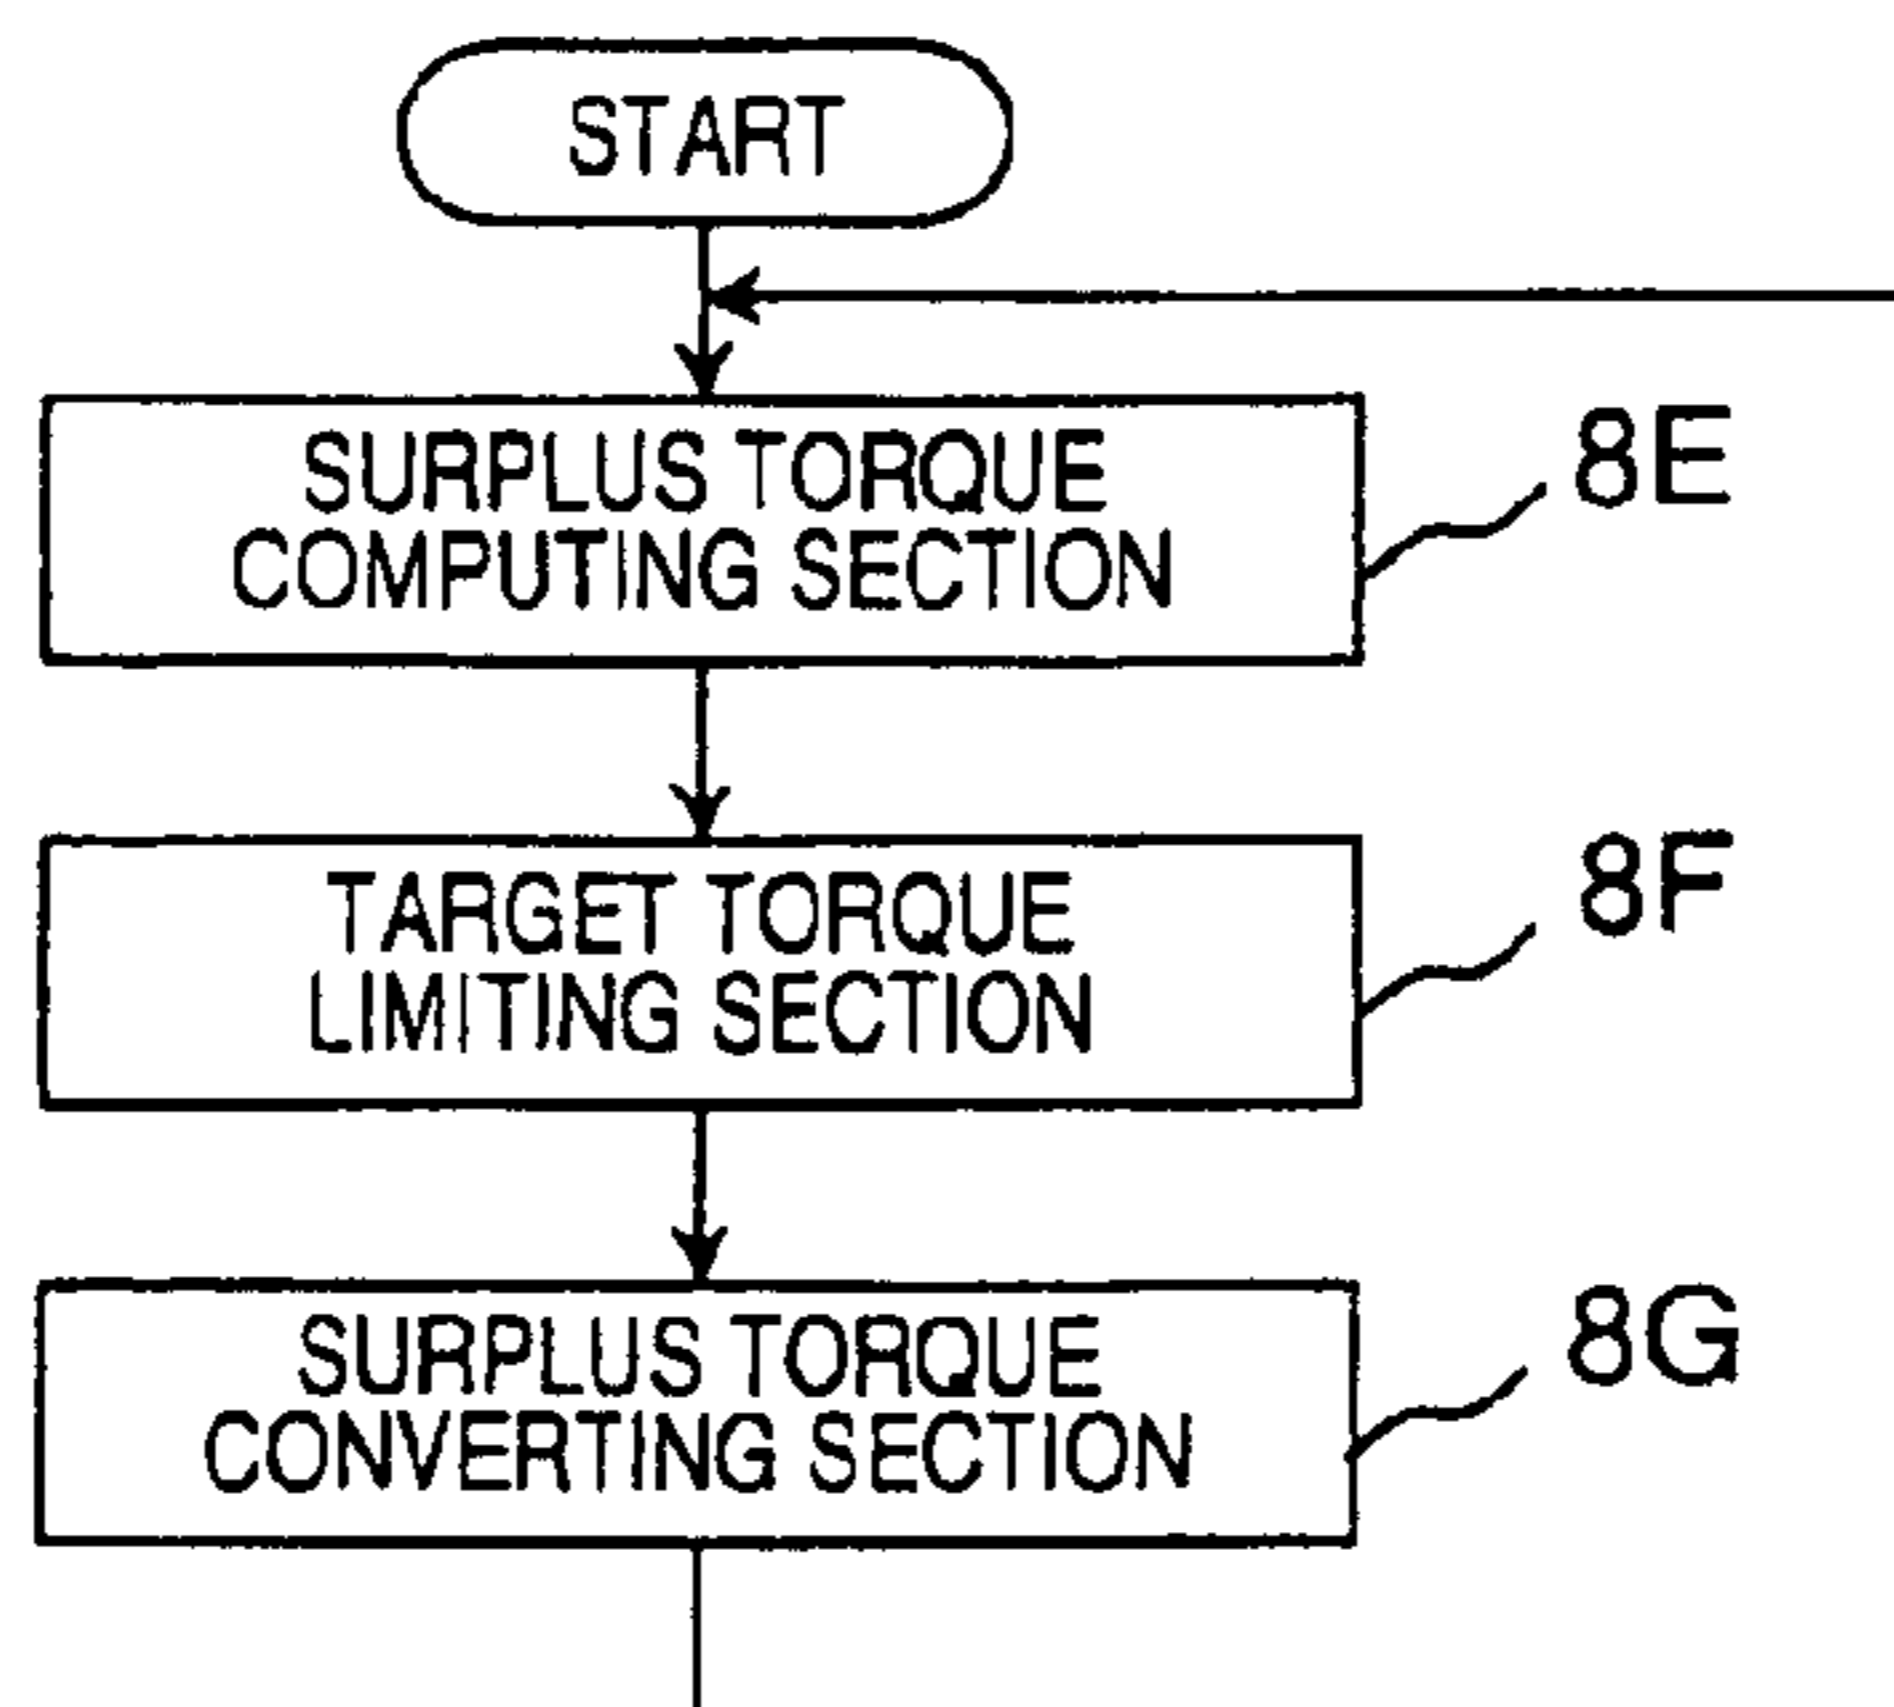 START
SURPLUS TORQUE
COMPUTING SECTION
8E
TARGET TORQUE
LIMITING SECTION
8F
SURPLUS TORQUE
CONVERTING SECTION
8G